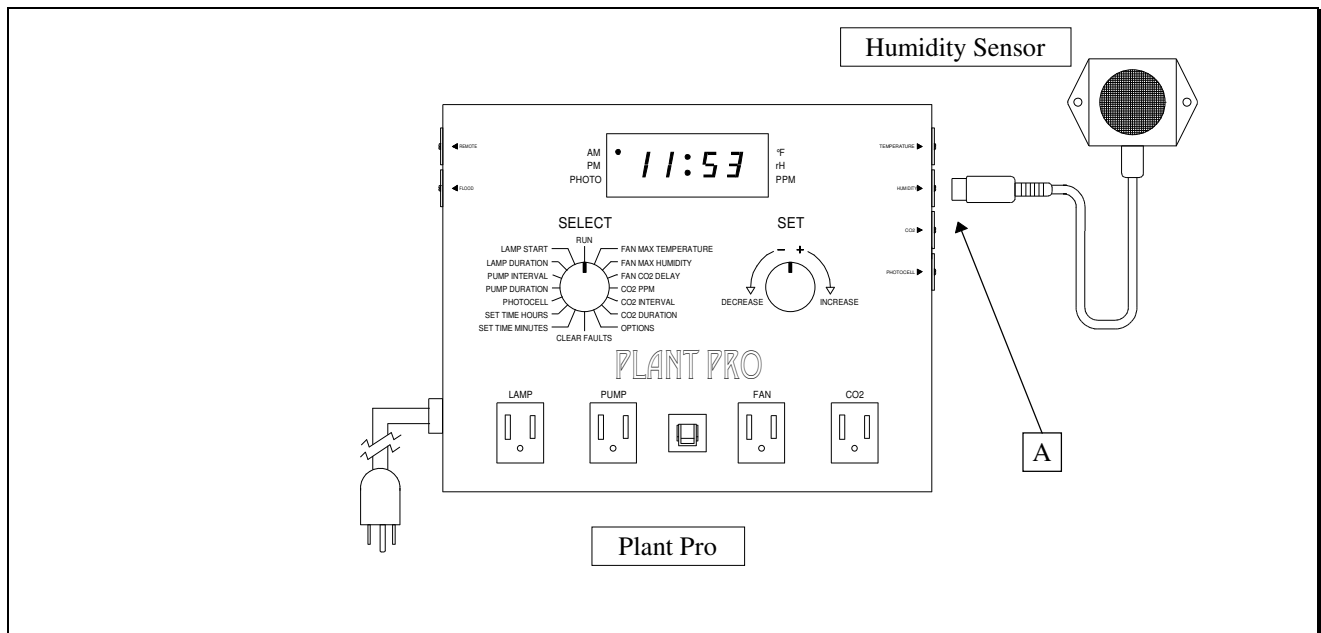 Humidity Sensor
REMOTE
FLOOD
AM
PM
PHOTO
11:53
°F
rH
PPM
TEMPERATURE
HUMIDITY
CO2
PHOTOCELL
SELECT
RUN
LAMP START
LAMP DURATION
PUMP INTERVAL
PUMP DURATION
PHOTOCELL
SET TIME HOURS
SET TIME MINUTES
CLEAR FAULTS
FAN MAX TEMPERATURE
FAN MAX HUMIDITY
FAN CO2 DELAY
CO2 PPM
CO2 INTERVAL
CO2 DURATION
OPTIONS
SET
− +
DECREASE
INCREASE
PLANT PRO
LAMP
PUMP
FAN
CO2
A
Plant Pro